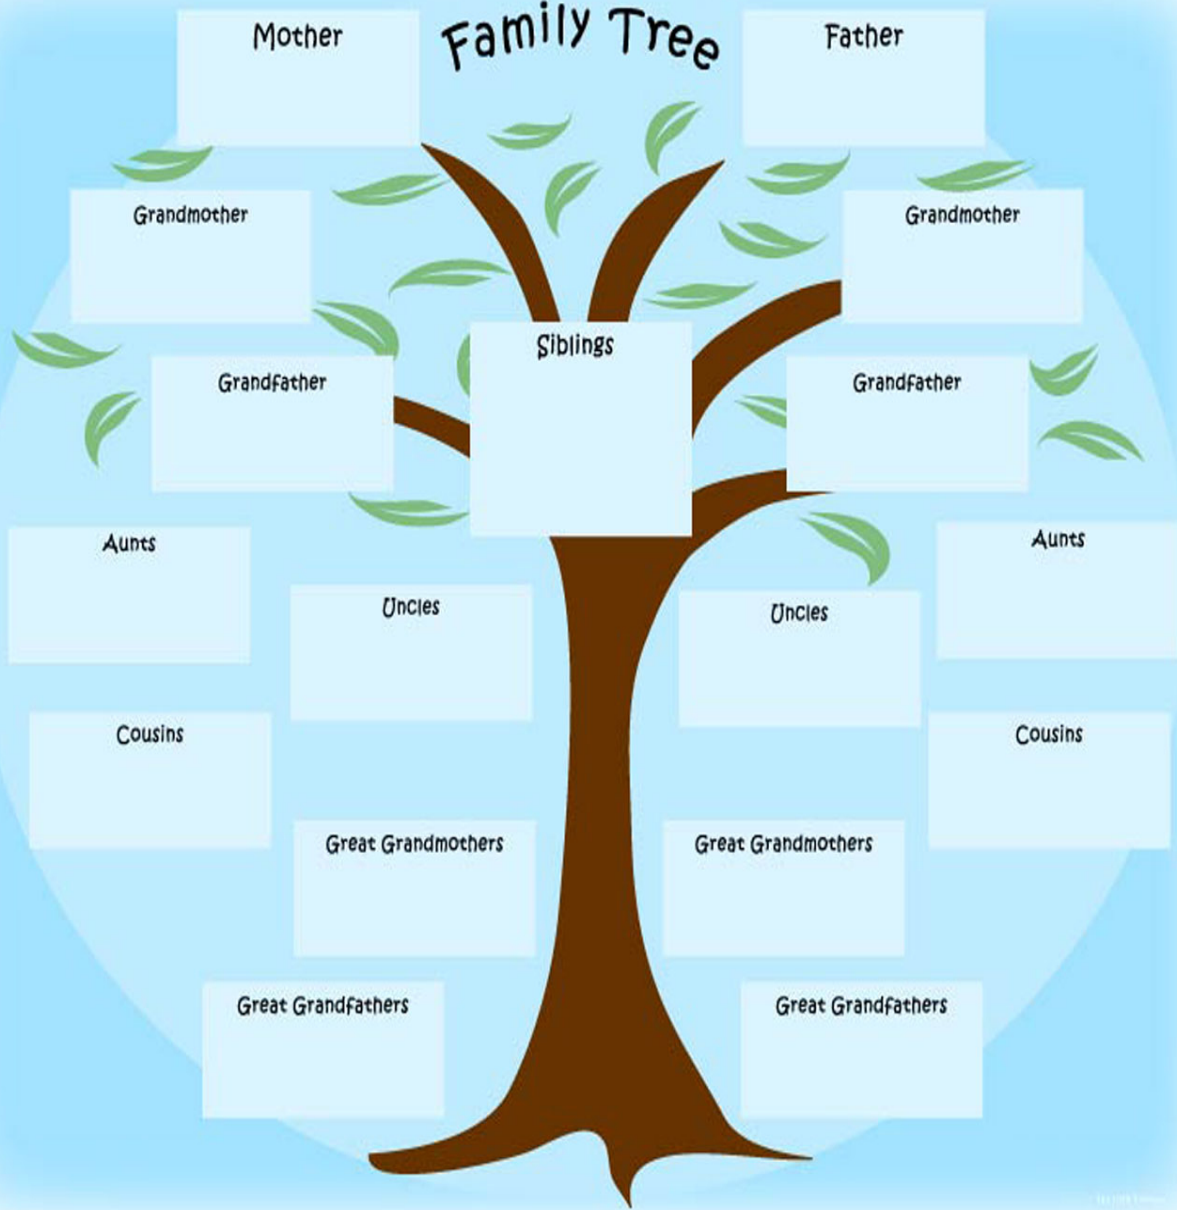 Family Tree
Mother
Father
Grandmother
Grandmother
Siblings
Grandfather
Grandfather
Aunts
Aunts
Uncles
Uncles
Cousins
Cousins
Great Grandmothers
Great Grandmothers
Great Grandfathers
Great Grandfathers